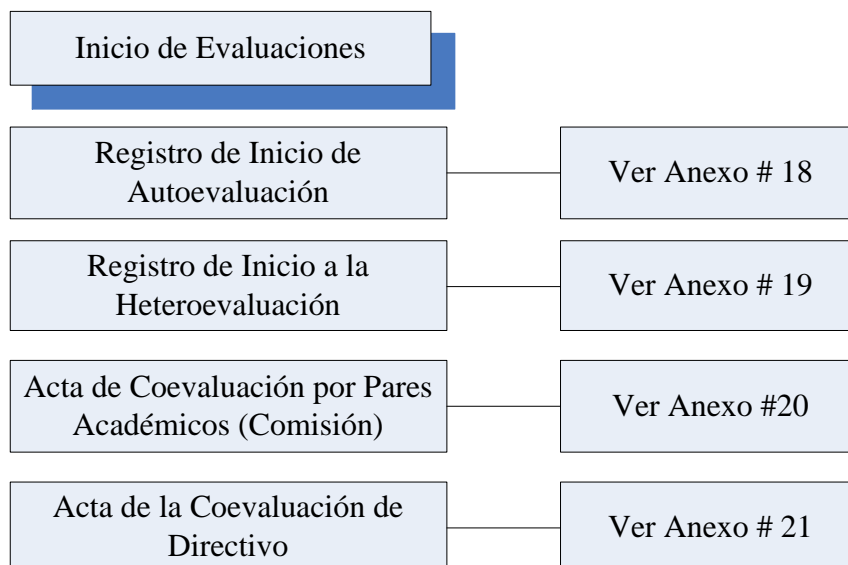 Inicio de Evaluaciones
Registro de Inicio de
Autoevaluación
Ver Anexo # 18
Registro de Inicio a la
Heteroevaluación
Ver Anexo # 19
Acta de Coevaluación por Pares
Académicos (Comisión)
Ver Anexo #20
Acta de la Coevaluación de
Directivo
Ver Anexo # 21